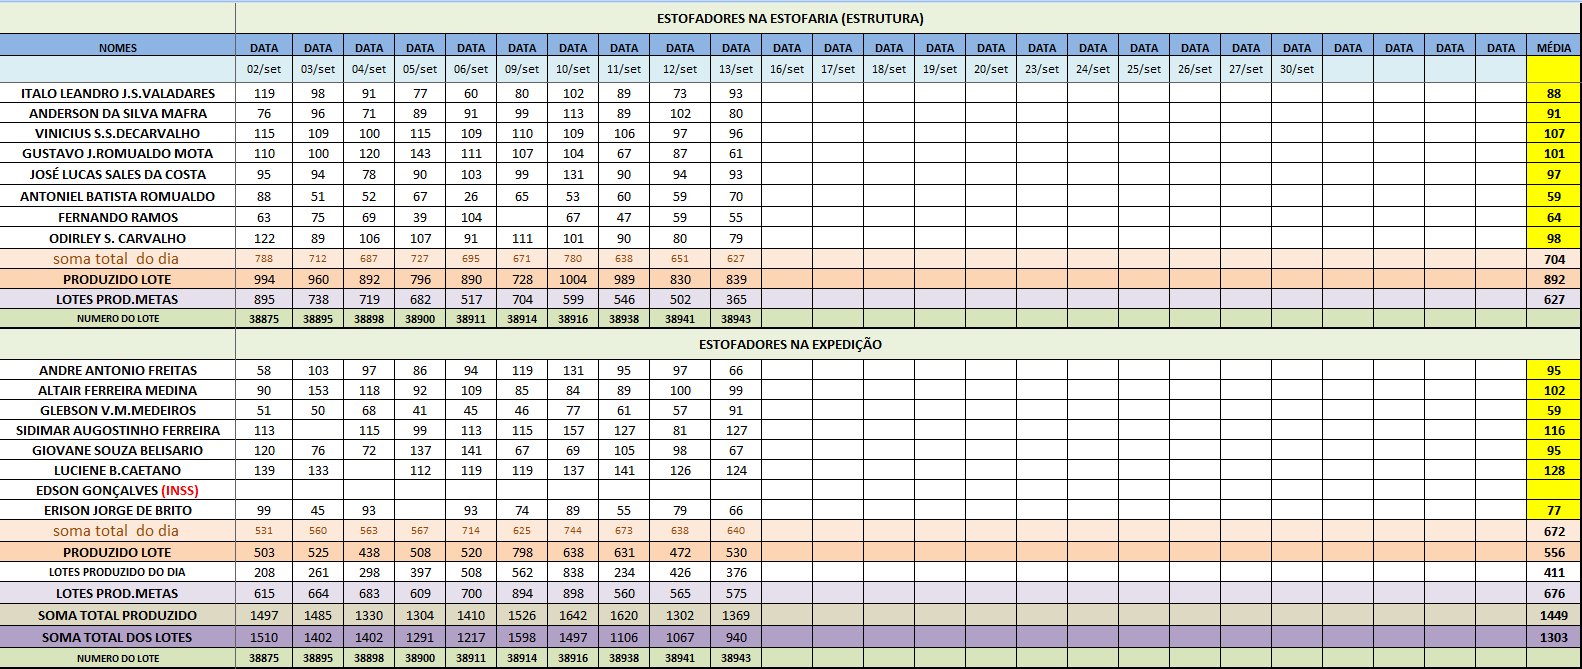 ESTOFADORES NA ESTOFARIA (ESTRUTURA)
NOMES DATA DATA DATA DATA DATA DATA DATA DATA DATA DATA DATA DATA DATA DATA DATA DATA DATA DATA DATA DATA DATA DATA DATA DATA DATA MÉDIA
02/set 03/set 04/set 05/set 06/set 09/set 10/set 11/set 12/set 13/set 16/set 17/set 18/set 19/set 20/set 23/set 24/set 25/set 26/set 27/set 30/set
ITALO LEANDRO J.S.VALADARES 119 98 91 77 60 80 102 89 73 93 88
ANDERSON DA SILVA MAFRA 76 96 71 89 91 99 113 89 102 80 91
VINICIUS S.S.DECARVALHO 115 109 100 115 109 110 109 106 97 96 107
GUSTAVO J.ROMUALDO MOTA 110 100 120 143 111 107 104 67 87 61 101
JOSÉ LUCAS SALES DA COSTA 95 94 78 90 103 99 131 90 94 93 97
ANTONIEL BATISTA ROMUALDO 88 51 52 67 26 65 53 60 59 70 59
FERNANDO RAMOS 63 75 69 39 104 67 47 59 55 64
ODIRLEY S. CARVALHO 122 89 106 107 91 111 101 90 80 79 98
soma total do dia 788 712 687 727 695 671 780 638 651 627 704
PRODUZIDO LOTE 994 960 892 796 890 728 1004 989 830 839 892
LOTES PROD.METAS 895 738 719 682 517 704 599 546 502 365 627
NUMERO DO LOTE 38875 38895 38898 38900 38911 38914 38916 38938 38941 38943
ESTOFADORES NA EXPEDIÇÃO
ANDRE ANTONIO FREITAS 58 103 97 86 94 119 131 95 97 66 95
ALTAIR FERREIRA MEDINA 90 153 118 92 109 85 84 89 100 99 102
GLEBSON V.M.MEDEIROS 51 50 68 41 45 46 77 61 57 91 59
SIDIMAR AUGOSTINHO FERREIRA 113 115 99 113 115 157 127 81 127 116
GIOVANE SOUZA BELISARIO 120 76 72 137 141 67 69 105 98 67 95
LUCIENE B.CAETANO 139 133 112 119 119 137 141 126 124 128
EDSON GONÇALVES (INSS)
ERISON JORGE DE BRITO 99 45 93 93 74 89 55 79 66 77
soma total do dia 531 560 563 567 714 625 744 673 638 640 672
PRODUZIDO LOTE 503 525 438 508 520 798 638 631 472 530 556
LOTES PRODUZIDO DO DIA 208 261 298 397 508 562 838 234 426 376 411
LOTES PROD.METAS 615 664 683 609 700 894 898 560 565 575 676
SOMA TOTAL PRODUZIDO 1497 1485 1330 1304 1410 1526 1642 1620 1302 1369 1449
SOMA TOTAL DOS LOTES 1510 1402 1402 1291 1217 1598 1497 1106 1067 940 1303
NUMERO DO LOTE 38875 38895 38898 38900 38911 38914 38916 38938 38941 38943